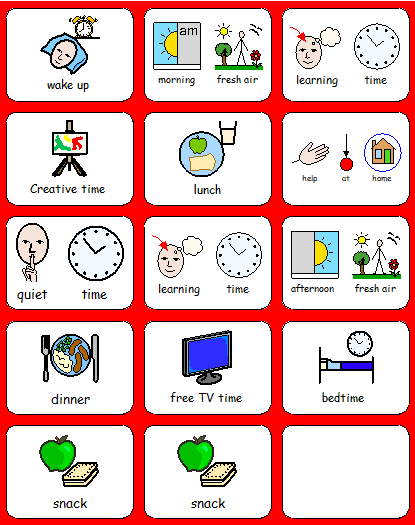 wake up
am
morning fresh air
learning time
Creative time
lunch
help at home
quiet time
learning time
afternoon fresh air
dinner
free TV time
bedtime
snack
snack